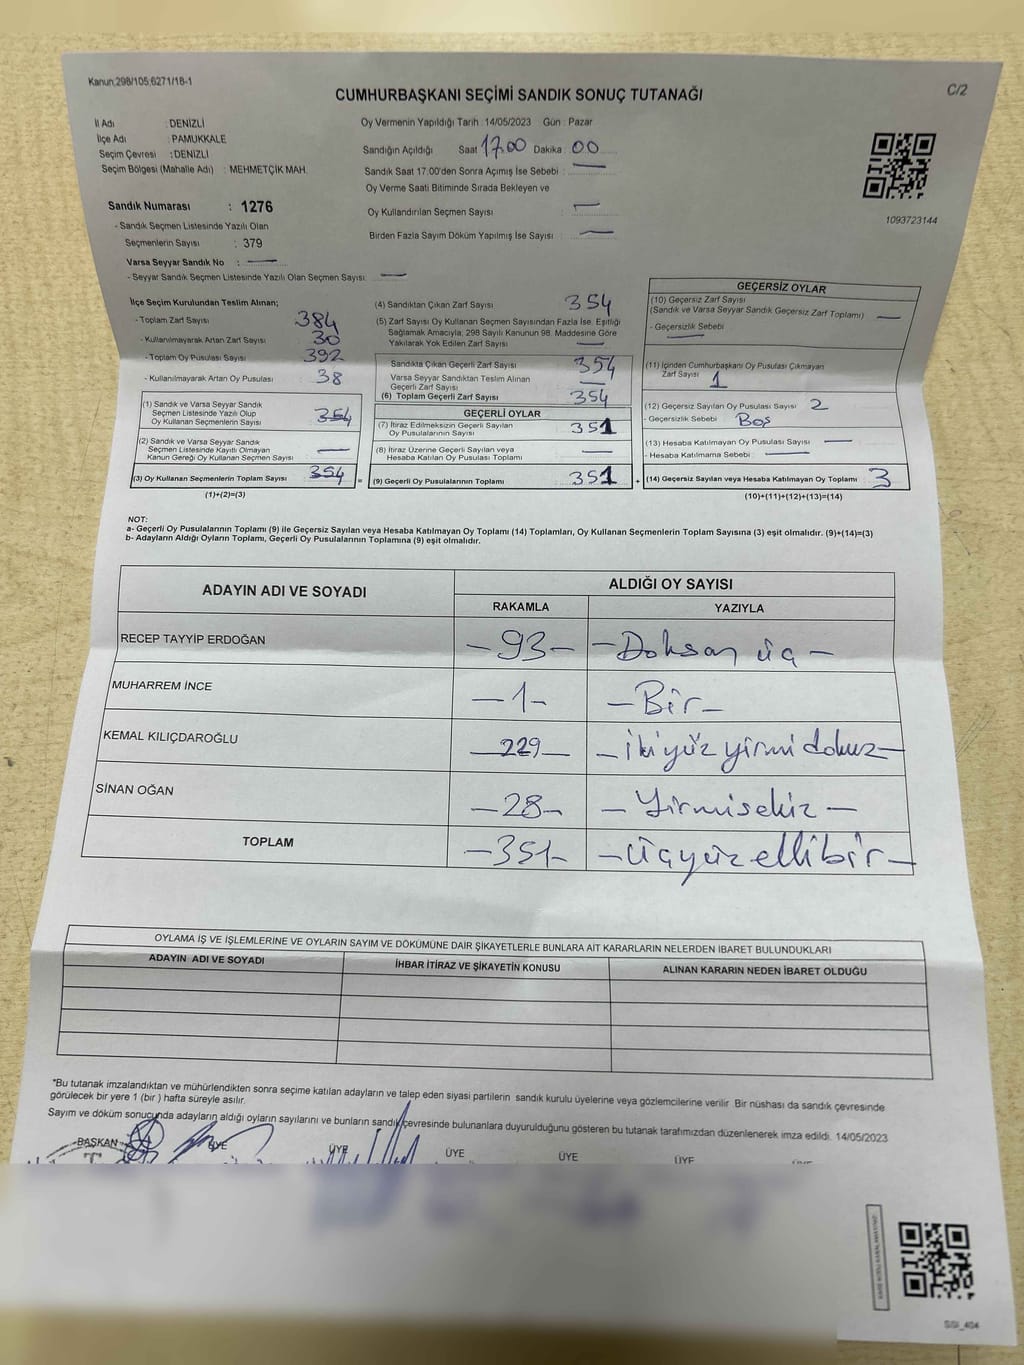 Kanun:298/105;6271/18-1
C/2
CUMHURBAŞKANI SEÇİMİ SANDIK SONUÇ TUTANAĞI
İl Adı : DENİZLİ
İlçe Adı : PAMUKKALE
Seçim Çevresi : DENİZLİ
Seçim Bölgesi (Mahalle Adı) : MEHMETÇİK MAH.
Sandık Numarası : 1276
- Sandık Seçmen Listesinde Yazılı Olan
Seçmenlerin Sayısı : 379
Varsa Seyyar Sandık No : —
- Seyyar Sandık Seçmen Listesinde Yazılı Olan Seçmen Sayısı: —
Oy Vermenin Yapıldığı Tarih : 14/05/2023 Gün : Pazar
Sandığın Açıldığı Saat 17.00 Dakika : 00
Sandık Saat 17.00'den Sonra Açılmış İse Sebebi : —
Oy Verme Saati Bitiminde Sırada Bekleyen ve
Oy Kullandırılan Seçmen Sayısı : —
Birden Fazla Sayım Döküm Yapılmış İse Sayısı : —
1093723144
İlçe Seçim Kurulundan Teslim Alınan;
- Toplam Zarf Sayısı 384
- Kullanılmayarak Artan Zarf Sayısı 30
- Toplam Oy Pusulası Sayısı 392
- Kullanılmayarak Artan Oy Pusulası 38
(1) Sandık ve Varsa Seyyar Sandık
Seçmen Listesinde Yazılı Olup
Oy Kullanan Seçmenlerin Sayısı 354
(2) Sandık ve Varsa Seyyar Sandık
Seçmen Listesinde Kayıtlı Olmayan
Kanun Gereği Oy Kullanan Seçmen Sayısı —
(3) Oy Kullanan Seçmenlerin Toplam Sayısı 354
(1)+(2)=(3)
=
(4) Sandıktan Çıkan Zarf Sayısı 354
(5) Zarf Sayısı Oy Kullanan Seçmen Sayısından Fazla İse, Eşitliği
Sağlamak Amacıyla, 298 Sayılı Kanunun 98. Maddesine Göre
Yakılarak Yok Edilen Zarf Sayısı —
Sandıkta Çıkan Geçerli Zarf Sayısı 354
Varsa Seyyar Sandıktan Teslim Alınan
Geçerli Zarf Sayısı —
(6) Toplam Geçerli Zarf Sayısı 354
GEÇERLİ OYLAR
(7) İtiraz Edilmeksizin Geçerli Sayılan
Oy Pusulalarının Sayısı 351
(8) İtiraz Üzerine Geçerli Sayılan veya
Hesaba Katılan Oy Pusulası Toplamı —
(9) Geçerli Oy Pusulalarının Toplamı 351
+
GEÇERSİZ OYLAR
(10) Geçersiz Zarf Sayısı
(Sandık ve Varsa Seyyar Sandık Geçersiz Zarf Toplamı) —
- Geçersizlik Sebebi —
(11) İçinden Cumhurbaşkanı Oy Pusulası Çıkmayan
Zarf Sayısı 1
(12) Geçersiz Sayılan Oy Pusulası Sayısı 2
- Geçersizlik Sebebi Boş
(13) Hesaba Katılmayan Oy Pusulası Sayısı —
- Hesaba Katılmama Sebebi : —
(14) Geçersiz Sayılan veya Hesaba Katılmayan Oy Toplamı 3
(10)+(11)+(12)+(13)=(14)
NOT:
a- Geçerli Oy Pusulalarının Toplamı (9) ile Geçersiz Sayılan veya Hesaba Katılmayan Oy Toplamı (14) Toplamları, Oy Kullanan Seçmenlerin Toplam Sayısına (3) eşit olmalıdır. (9)+(14)=(3)
b- Adayların Aldığı Oyların Toplamı, Geçerli Oy Pusulalarının Toplamına (9) eşit olmalıdır.
ADAYIN ADI VE SOYADI
ALDIĞI OY SAYISI
RAKAMLA YAZIYLA
RECEP TAYYİP ERDOĞAN —93— —Doksan üç—
MUHARREM İNCE —1— —Bir—
KEMAL KILIÇDAROĞLU —229— —ikiyüz yirmi dokuz—
SİNAN OĞAN —28— —Yirmisekiz—
TOPLAM —351— —Üçyüz ellibir—
OYLAMA İŞ VE İŞLEMLERİNE VE OYLARIN SAYIM VE DÖKÜMÜNE DAİR ŞİKAYETLERLE BUNLARA AİT KARARLARIN NELERDEN İBARET BULUNDUKLARI
ADAYIN ADI VE SOYADI İHBAR İTİRAZ VE ŞİKAYETİN KONUSU ALINAN KARARIN NEDEN İBARET OLDUĞU
*Bu tutanak imzalandıktan ve mühürlendikten sonra seçime katılan adayların ve talep eden siyasi partilerin sandık kurulu üyelerine veya gözlemcilerine verilir. Bir nüshası da sandık çevresinde
görülecek bir yere 1 (bir) hafta süreyle asılır.
Sayım ve döküm sonucunda adayların aldığı oyların sayılarını ve bunların sandık çevresinde bulunanlara duyurulduğunu gösteren bu tutanak tarafımızdan düzenlenerek imza edildi. 14/05/2023
BAŞKAN ÜYE ÜYE ÜYE ÜYE ÜYE ÜYE
SSI_404